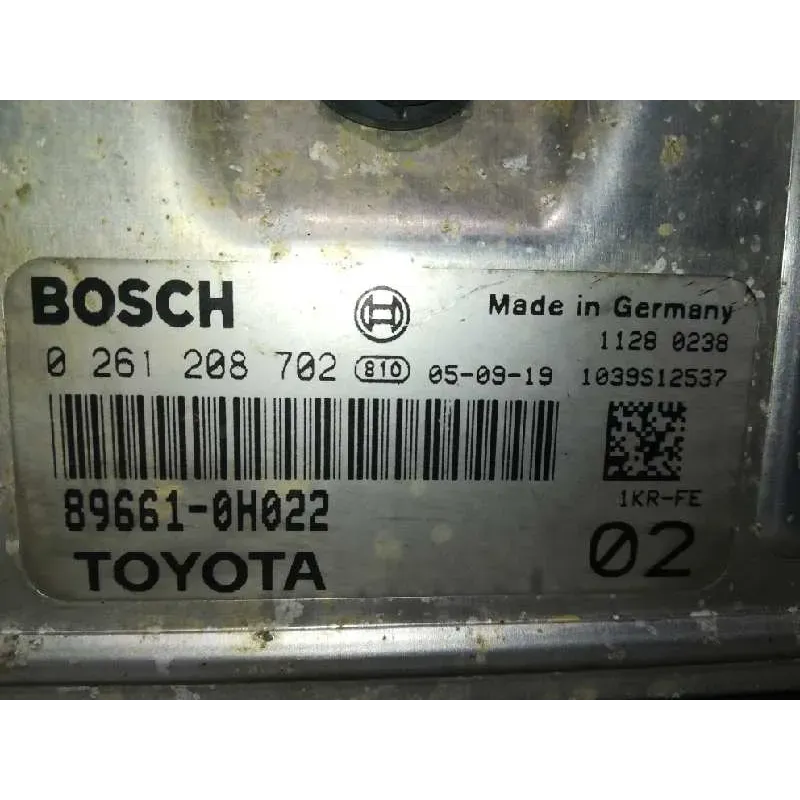 BOSCH Made in Germany
1128 0238
0 261 208 702 810 05-09-19 1039S12537
89661-0H022 1KR-FE
TOYOTA 02